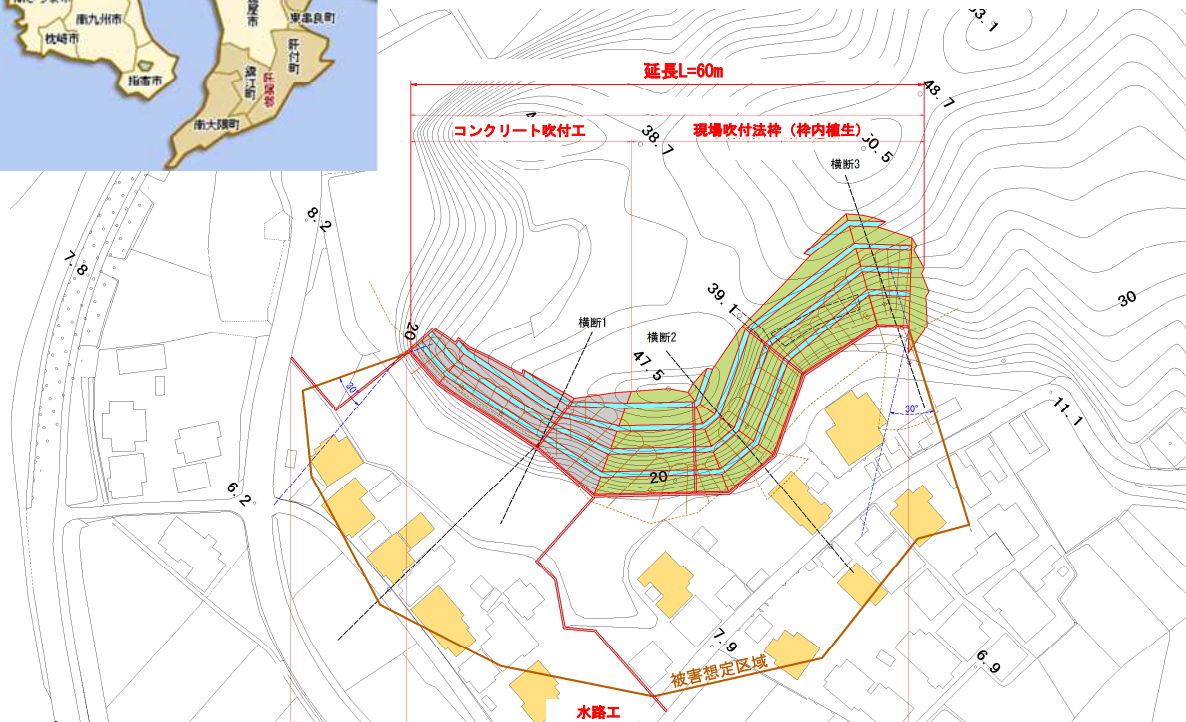 南九州市
枕崎市
指宿市
東串良町
肝付町
錦江町
南大隅町
延長L=60m
コンクリート吹付工
現場吹付法枠（枠内植生）
横断3
横断1
横断2
38.7
48.7
8.2
7.8
39.1
47.5
20
20
30
11.1
6.2
30°
30°
7.9
6.9
被害想定区域
水路工